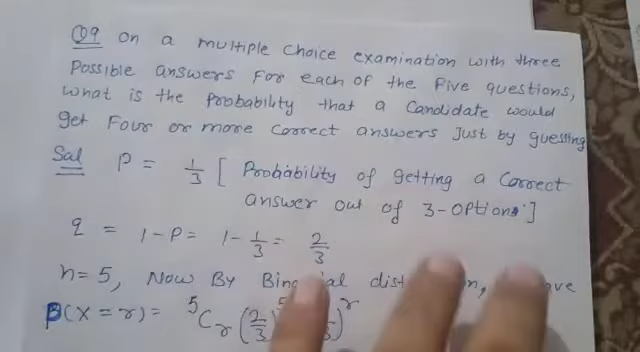 Q9 on a multiple choice examination with three
possible answers for each of the five questions,
what is the probability that a candidate would
get Four or more correct answers Just by guessing
Sol P = 1/3 [ Probability of getting a correct
answer out of 3-options ]
q = 1-P = 1 - 1/3 = 2/3
n=5, Now By
P(X=r) = ⁵Cᵣ (2/3)